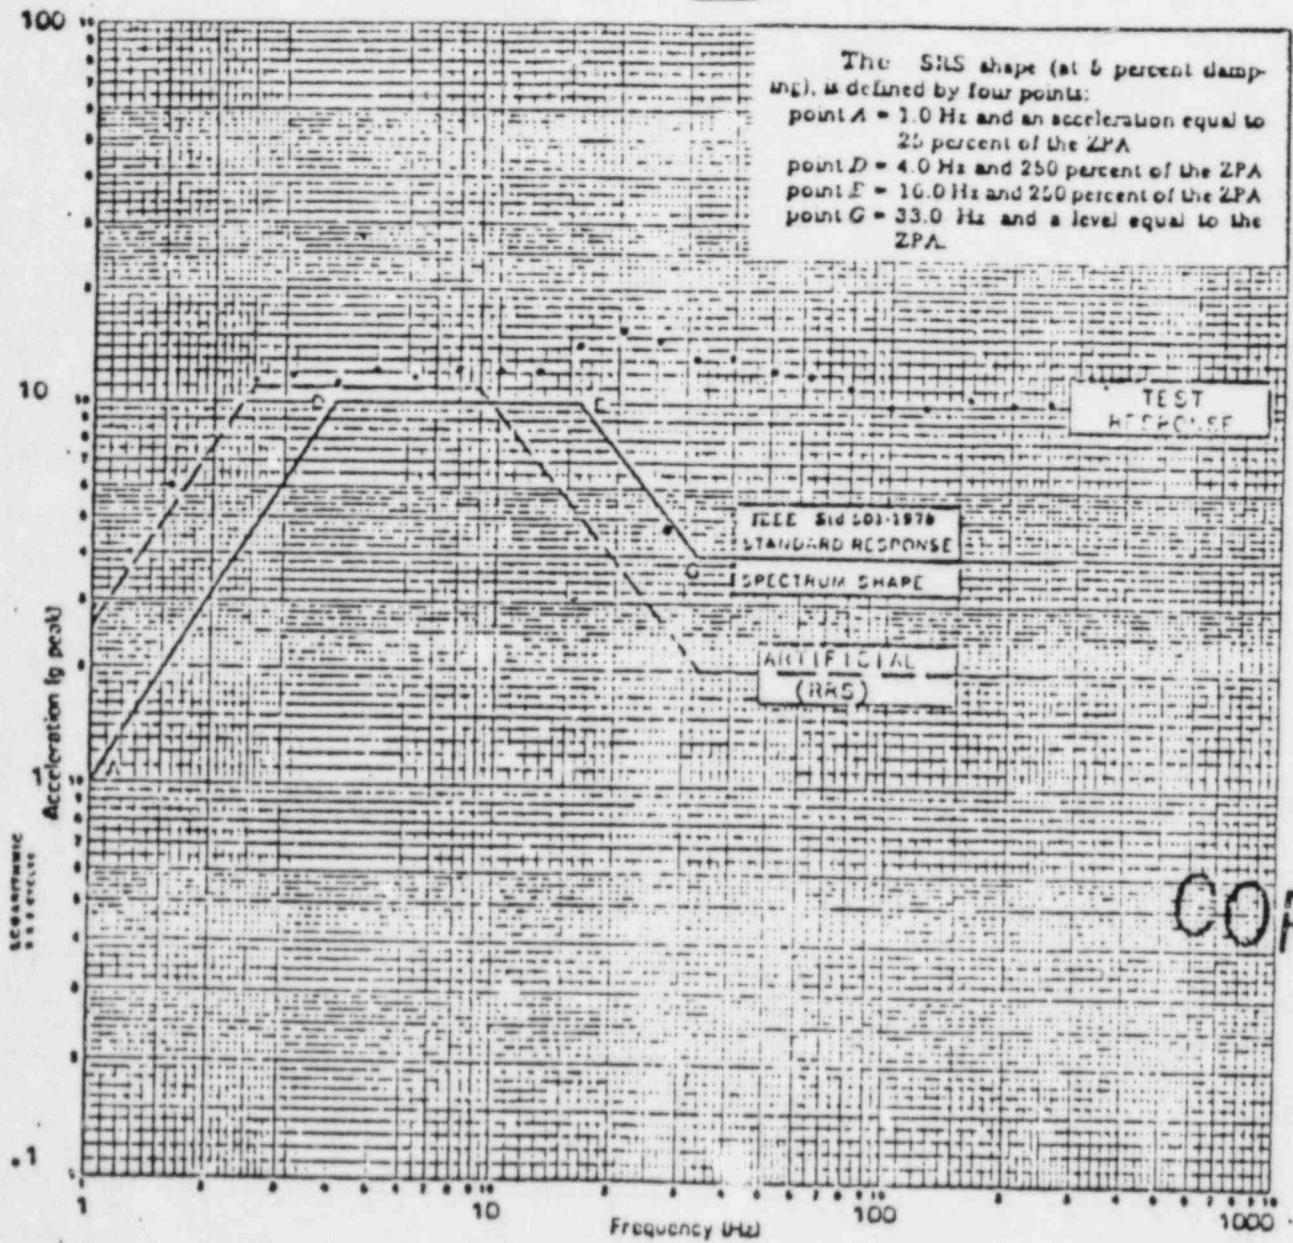 100
The SRS shape (at 5 percent damp-
ing), is defined by four points:
point A = 1.0 Hz and an acceleration equal to
25 percent of the ZPA
point D = 4.0 Hz and 250 percent of the ZPA
point E = 16.0 Hz and 250 percent of the ZPA
point G = 33.0 Hz and a level equal to the
ZPA.
10
D
E
TEST
RESPONSE
IEEE Std 501-1978
STANDARD RESPONSE
G
SPECTRUM SHAPE
ARTIFICIAL
(RRS)
Acceleration (g peak)
1
LOGARITHMIC
.1
1
10
100
1000
Frequency (Hz)